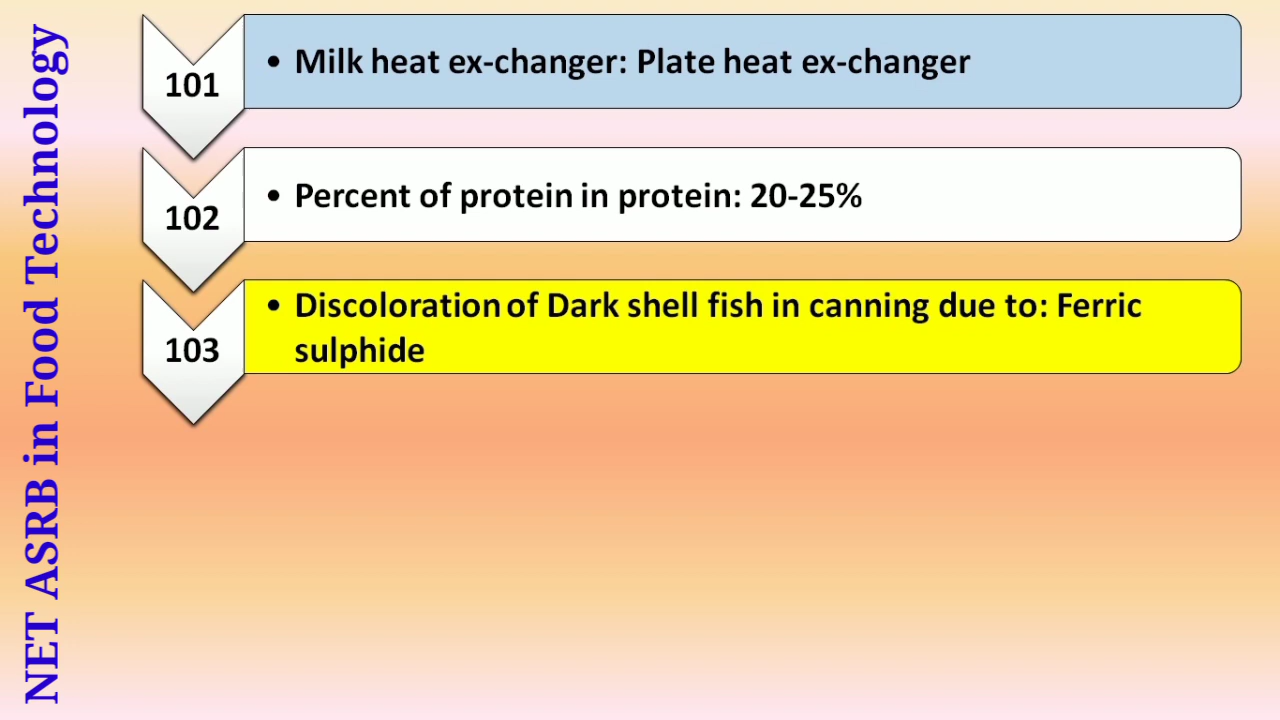 NET ASRB in Food Technology
101
• Milk heat ex-changer: Plate heat ex-changer
102
• Percent of protein in protein: 20-25%
103
• Discoloration of Dark shell fish in canning due to: Ferric
sulphide